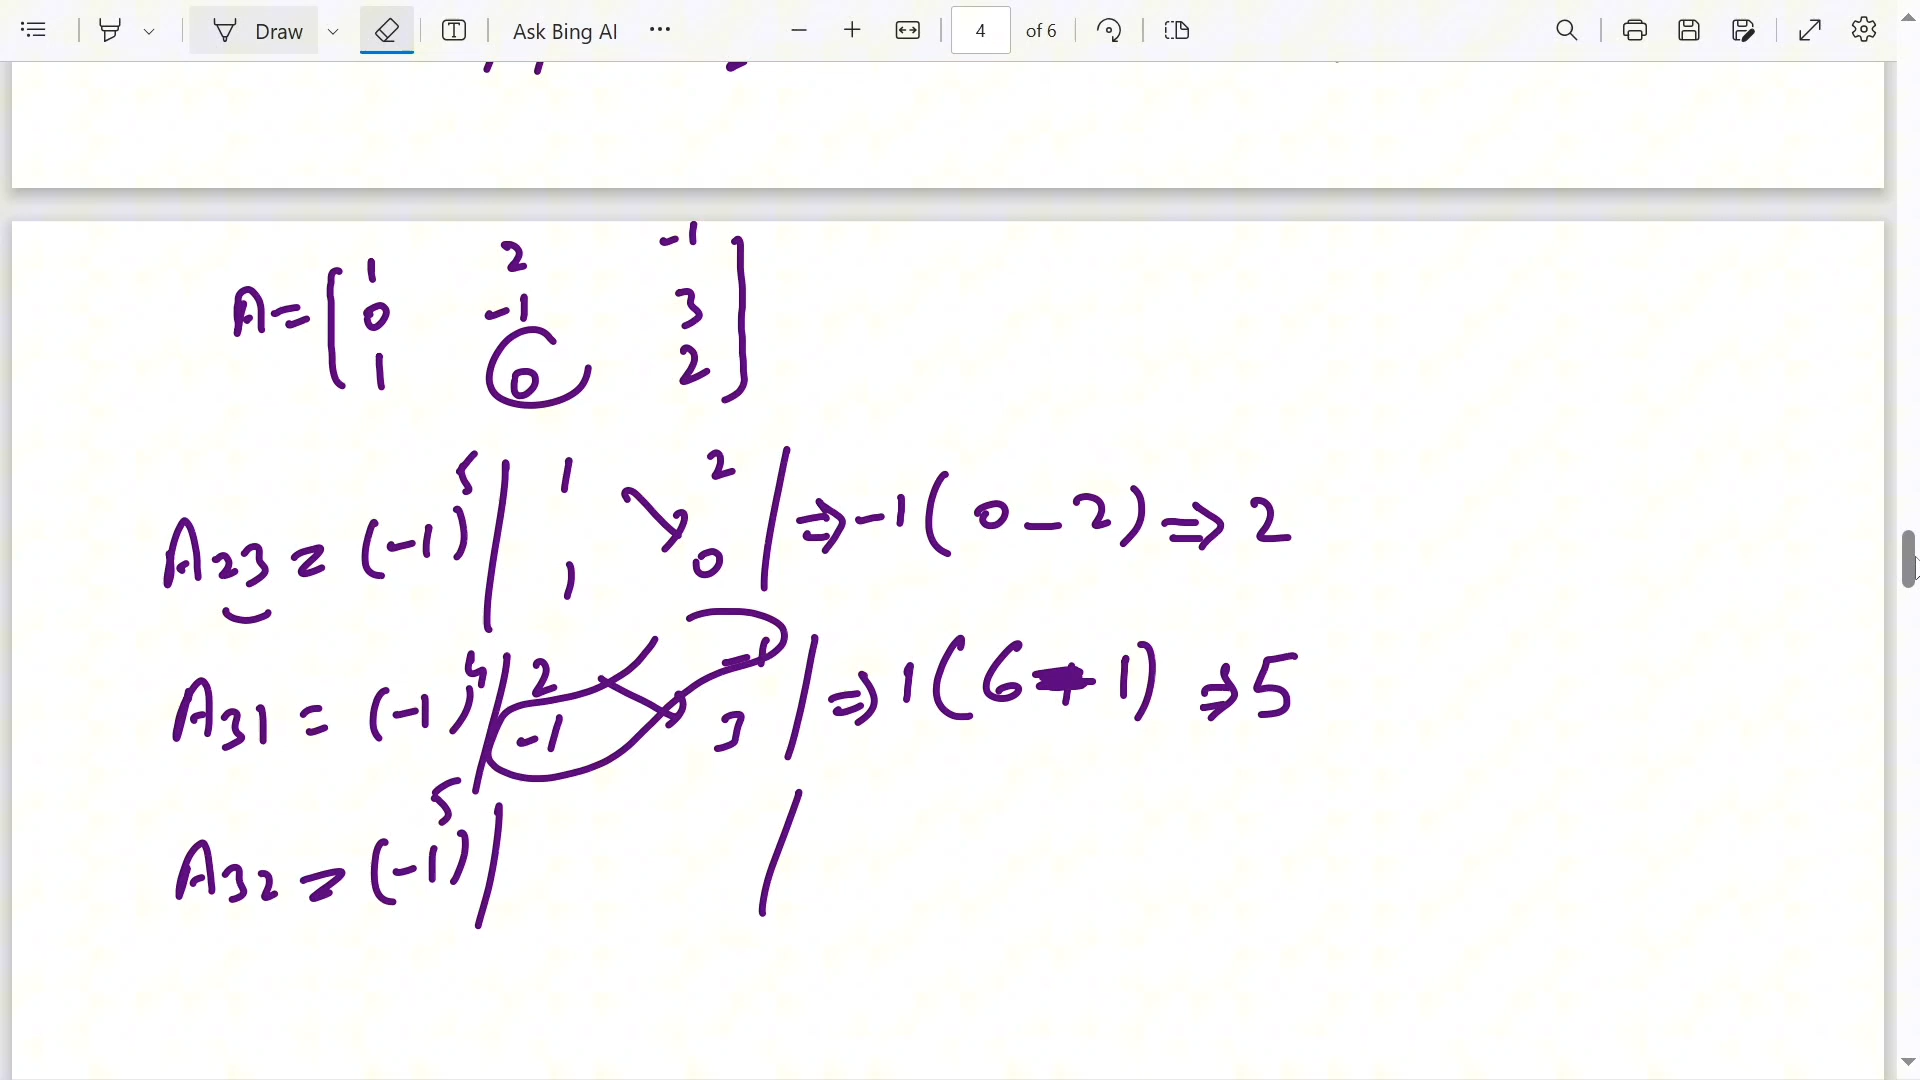 Draw Ask Bing AI 4 of 6
1 2 -1
A = 0 -1 3
1 0 2
A23 = (-1)^5 | 1 2 | ⇒ -1 ( 0 - 2 ) ⇒ 2
1 0
A31 = (-1)^4 | 2 -1 | ⇒ 1 ( 6 - 1 ) ⇒ 5
-1 3
A32 = (-1)^5 | |